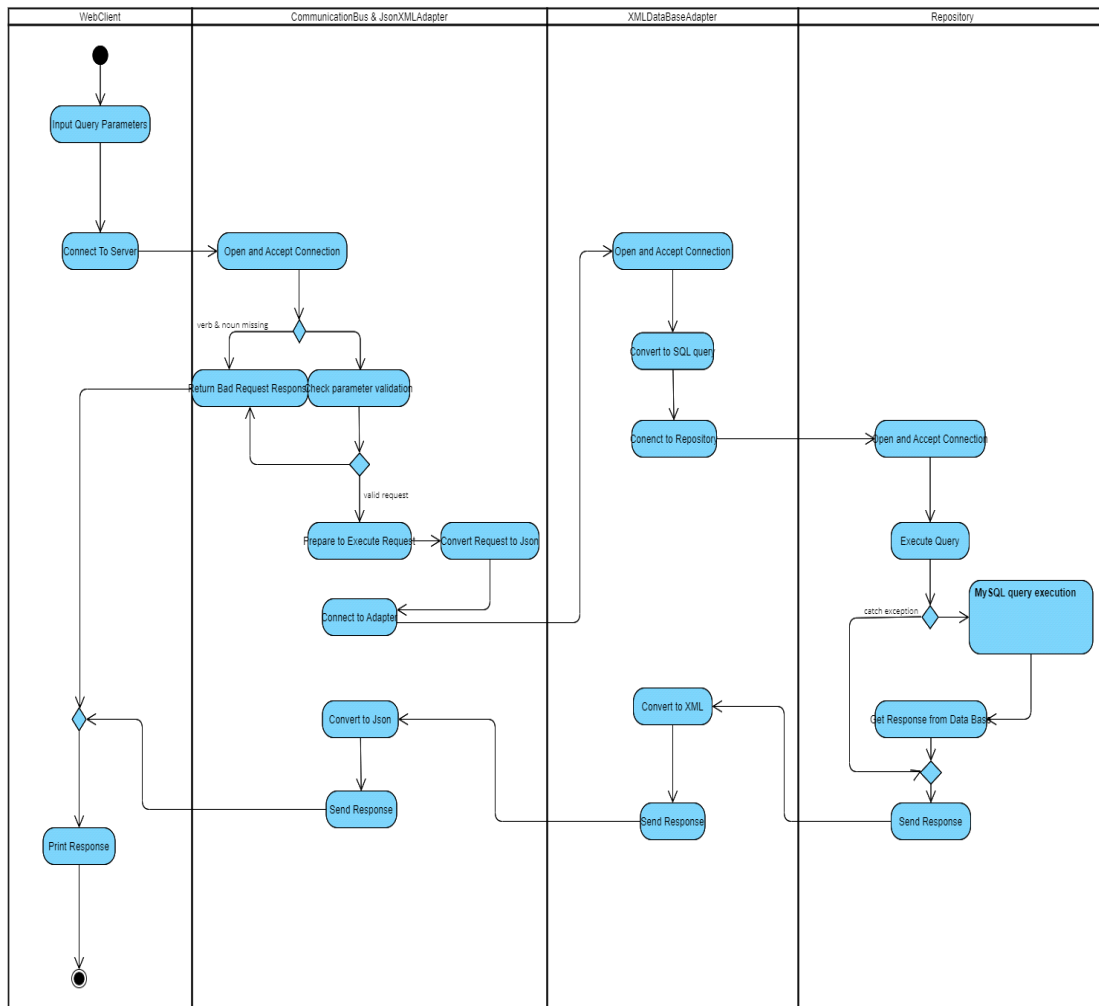 WebClient
CommunicationBus & JsonXMLAdapter
XMLDataBaseAdapter
Repository
Input Query Parameters
Connect To Server
Open and Accept Connection
Open and Accept Connection
verb & noun missing
Convert to SQL query
Return Bad Request Respons
Check parameter validation
Conenct to Repository
Open and Accept Connection
valid request
Prepare to Execute Request
Convert Request to Json
Execute Query
MySQL query execution
catch exception
Connect to Adapter
Convert to Json
Convert to XML
Get Response from Data Base
Send Response
Send Response
Send Response
Print Response